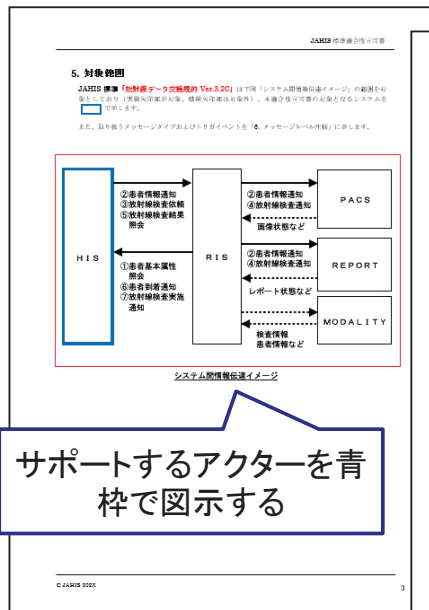 JAHIS 標準適合性宣言書
5. 対象範囲
JAHIS 標準「放射線データ交換規約 Ver.3.2C」は下図「システム間情報伝達イメージ」の範囲を対
象としており（実線矢印部が対象、破線矢印部は対象外）、本適合性宣言書の対象となるシステムを
で示します。
また、取り扱うメッセージタイプおよびトリガイベントを「6. メッセージレベル仕様」に示します。
HIS
②患者情報通知
③放射線検査依頼
⑤放射線検査結果
照会
①患者基本属性
照会
⑥患者到着通知
⑦放射線検査実施
通知
RIS
②患者情報通知
④放射線検査通知
画像状態など
PACS
②患者情報通知
④放射線検査通知
レポート状態など
REPORT
検査情報
患者情報など
MODALITY
システム間情報伝達イメージ
サポートするアクターを青
枠で図示する
© JAHIS 202X
3